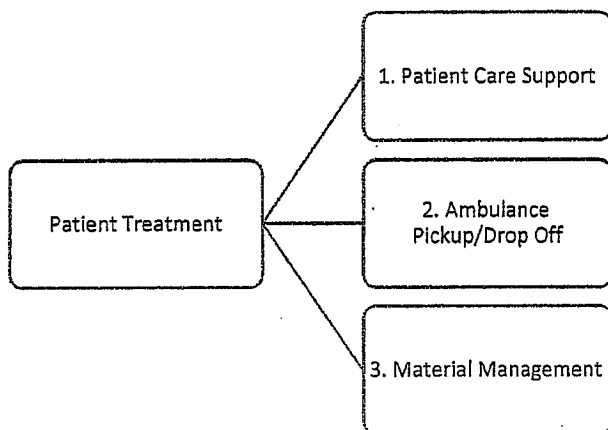 Patient Treatment
1. Patient Care Support
2. Ambulance
Pickup/Drop Off
3. Material Management